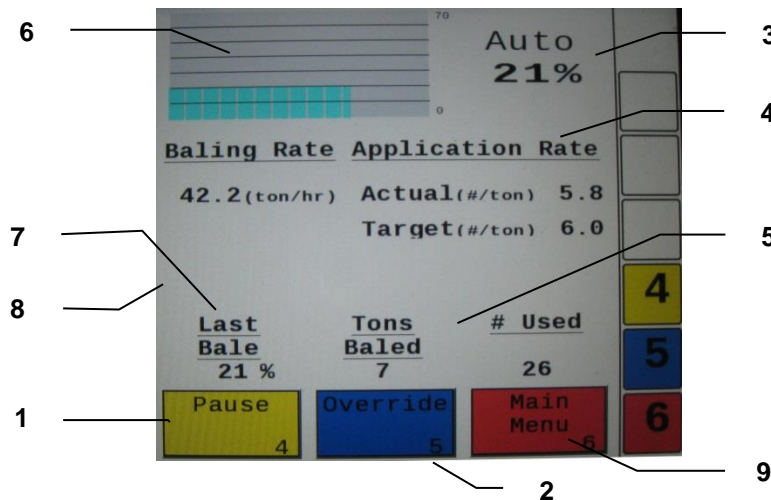 70
6
Auto
3
21%
0
4
Baling Rate Application Rate
42.2(ton/hr) Actual(#/ton) 5.8
Target(#/ton) 6.0
7
5
8
4
Last Tons # Used
Bale Baled
21 % 7 26
5
1
Pause Override Main
Menu
6
4 5 6
2
9